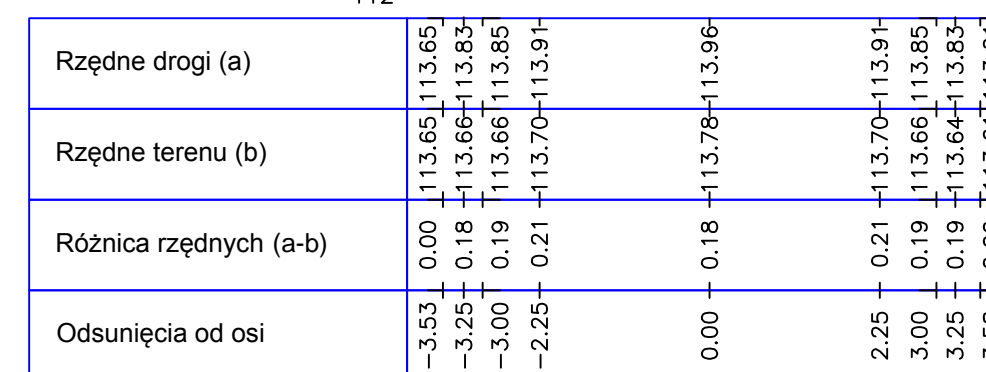 Rzędne drogi (a) 113.65 113.83 113.85 113.91 113.96 113.91 113.85 113.83
Rzędne terenu (b) 113.65 113.66 113.66 113.70 113.78 113.70 113.66 113.64
Różnica rzędnych (a-b) 0.00 0.18 0.19 0.21 0.18 0.21 0.19 0.19
Odsunięcia od osi -3.53 -3.25 -3.00 -2.25 0.00 2.25 3.00 3.25